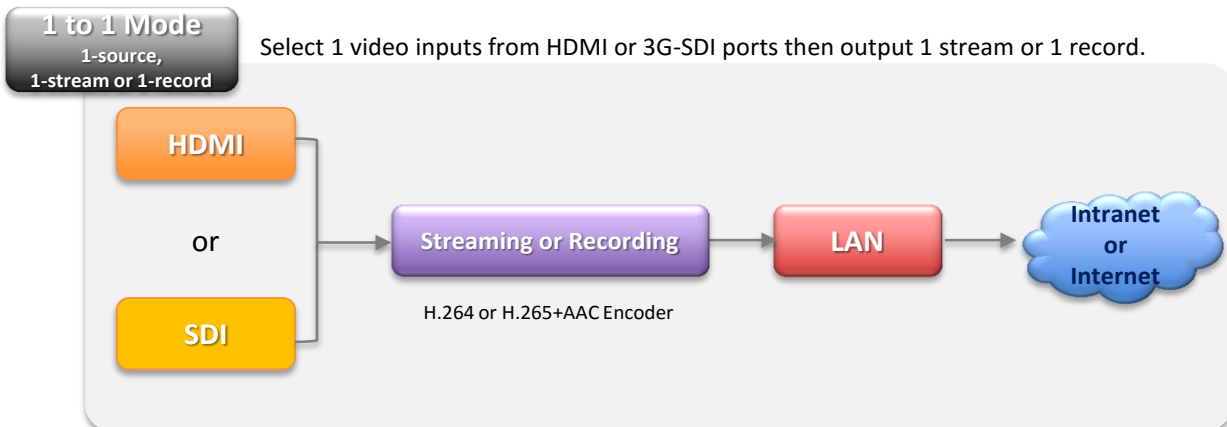 1 to 1 Mode
1-source,
1-stream or 1-record
Select 1 video inputs from HDMI or 3G-SDI ports then output 1 stream or 1 record.
HDMI
or
SDI
Streaming or Recording
H.264 or H.265+AAC Encoder
LAN
Intranet
or
Internet